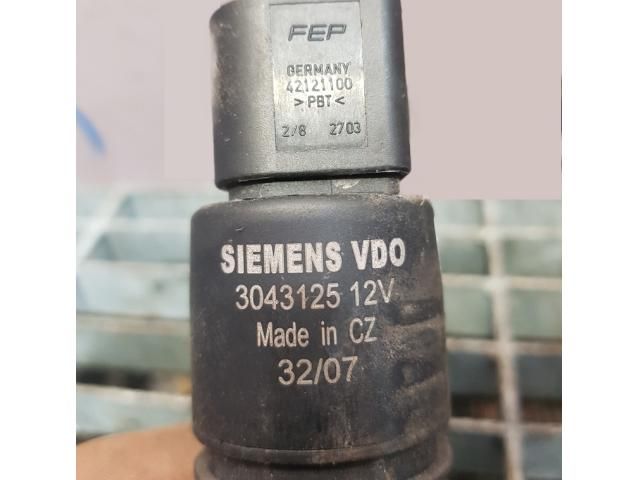 FEP
GERMANY
42121100
>PBT<
2/8 2703
SIEMENS VDO
3043125 12V
Made in CZ
32/07